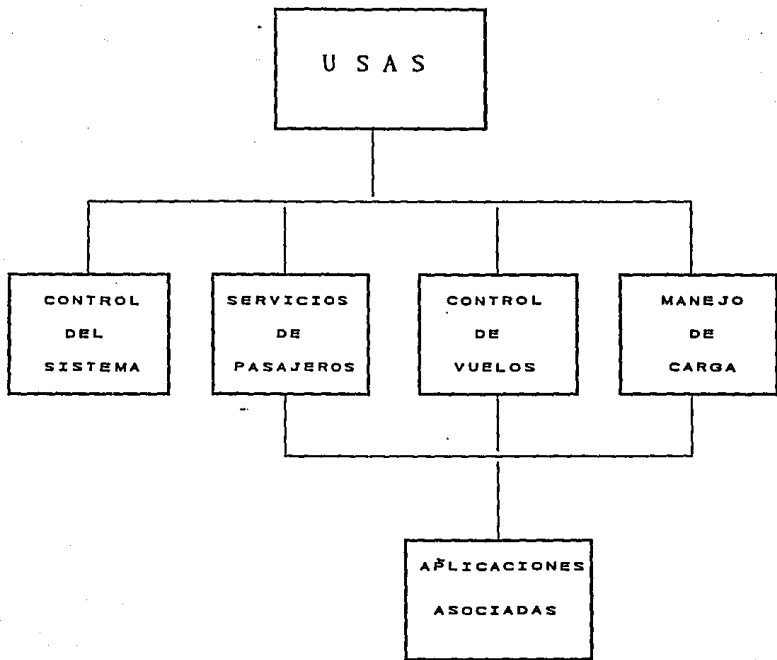 U S A S
CONTROL
DEL
SISTEMA
SERVICIOS
DE
PASAJEROS
CONTROL
DE
VUELOS
MANEJO
DE
CARGA
APLICACIONES
ASOCIADAS